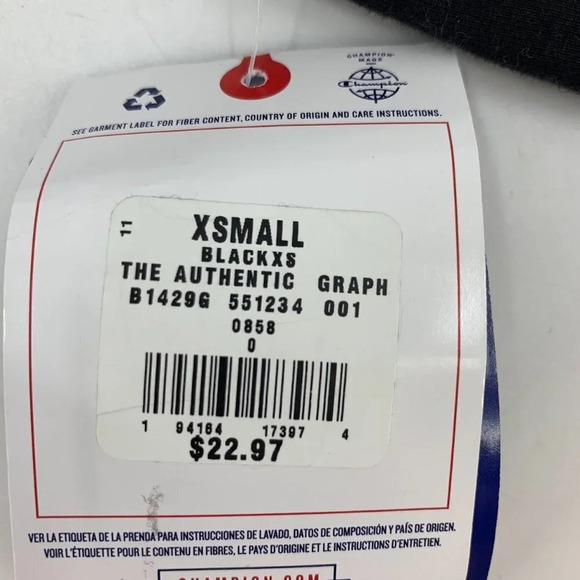 CHAMPION-
MADE
Champion
SEE GARMENT LABEL FOR FIBER CONTENT, COUNTRY OF ORIGIN AND CARE INSTRUCTIONS.
11
XSMALL
BLACKXS
THE AUTHENTIC GRAPH
B1429G 551234 001
0858
0
1 94164 17397 4
$22.97
VER LA ETIQUETA DE LA PRENDA PARA INSTRUCCIONES DE LAVADO, DATOS DE COMPOSICIÓN Y PAÍS DE ORIGEN.
VOIR L'ÉTIQUETTE POUR LE CONTENU EN FIBRES, LE PAYS D'ORIGINE ET LE INSTRUCTIONS D'ENTRETIEN.
CHAMPION.COM